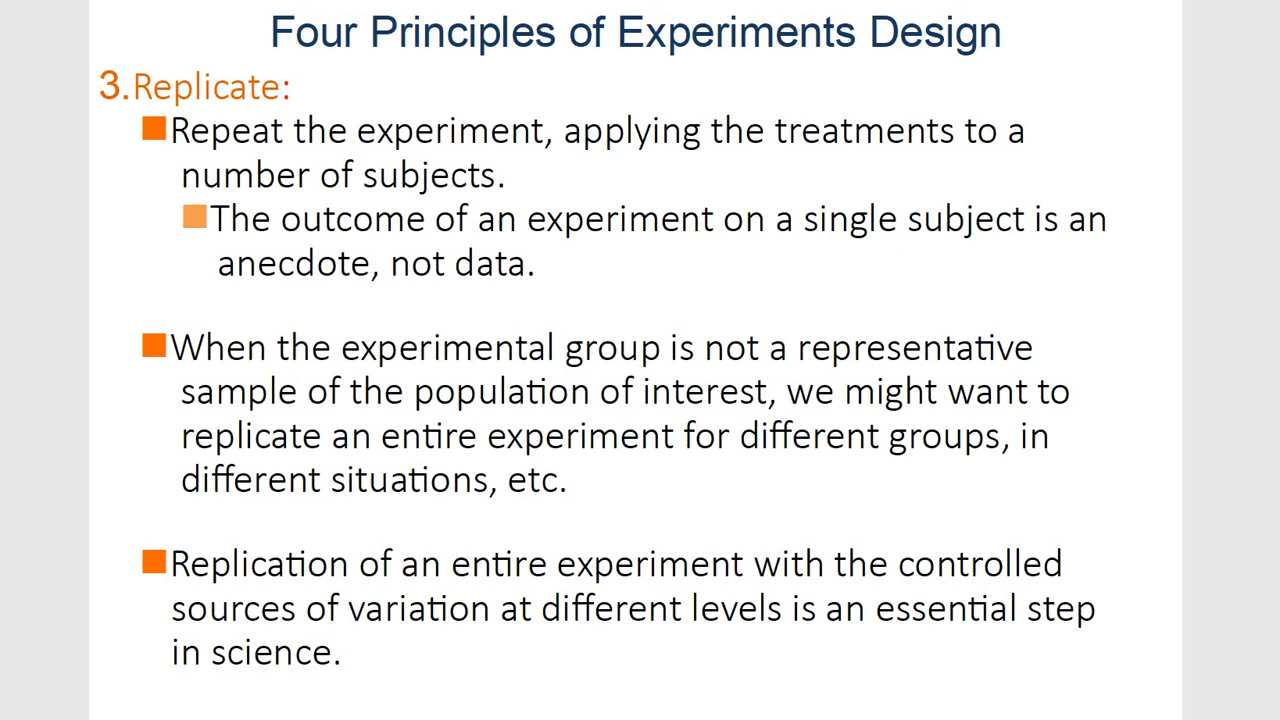 Four Principles of Experiments Design
3.Replicate:
Repeat the experiment, applying the treatments to a
number of subjects.
The outcome of an experiment on a single subject is an
anecdote, not data.
When the experimental group is not a representative
sample of the population of interest, we might want to
replicate an entire experiment for different groups, in
different situations, etc.
Replication of an entire experiment with the controlled
sources of variation at different levels is an essential step
in science.